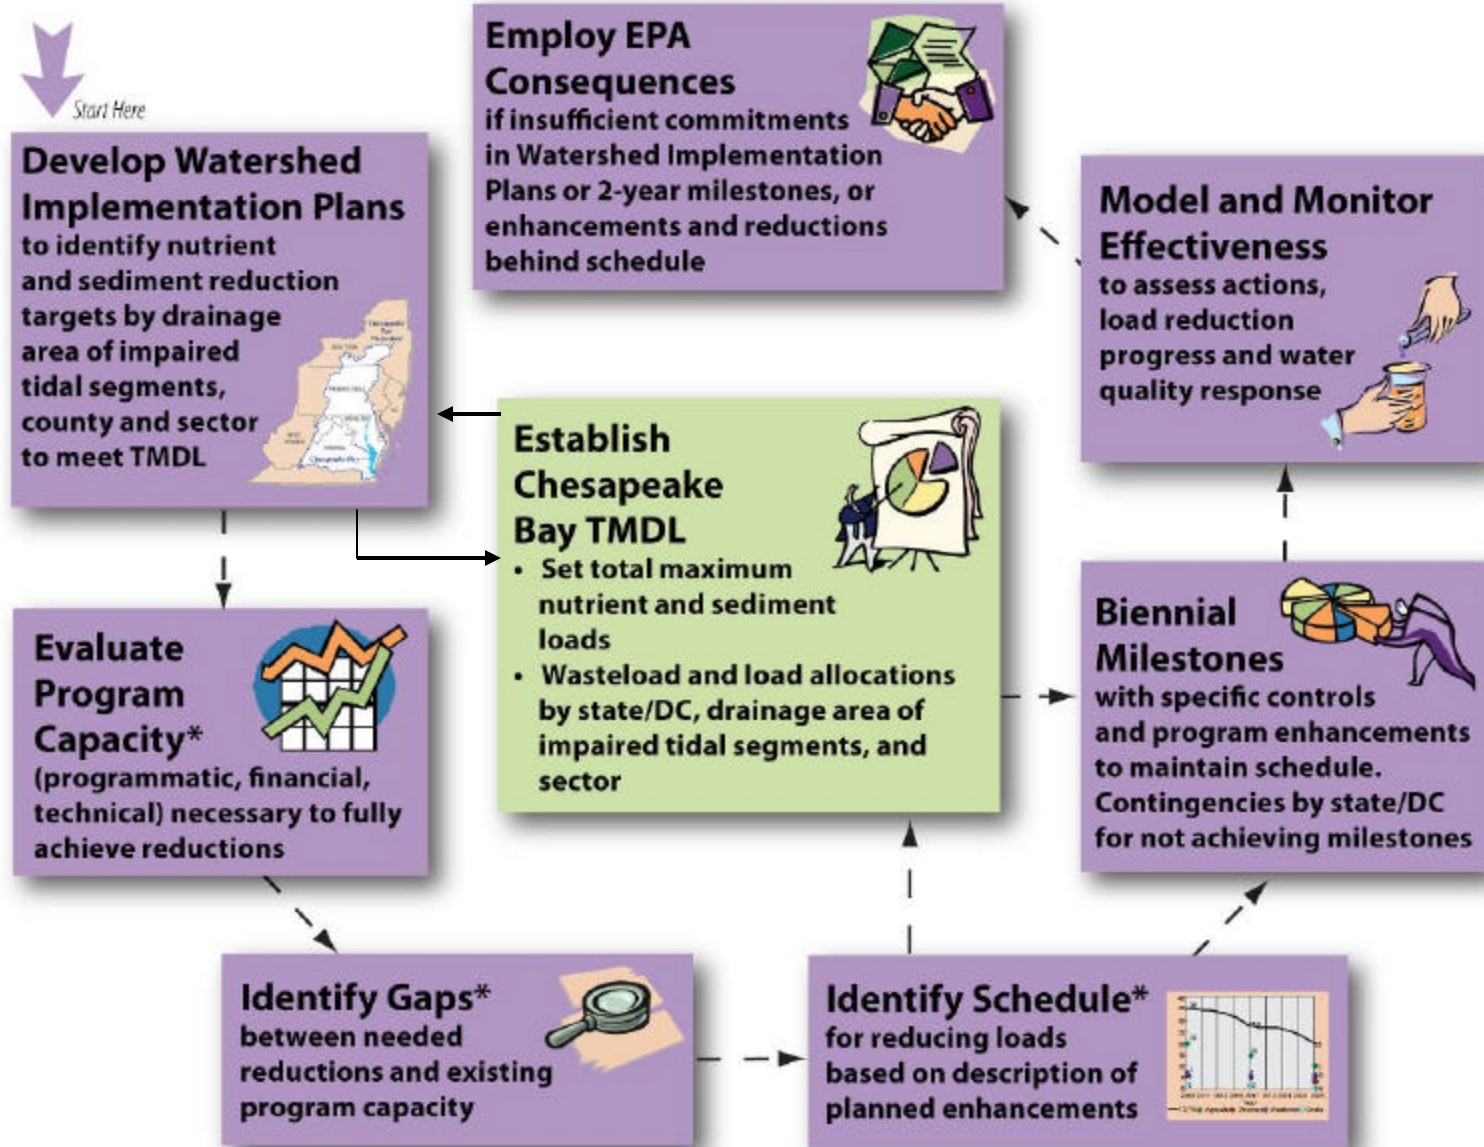 Start Here
Develop Watershed
Implementation Plans
to identify nutrient
and sediment reduction
targets by drainage
area of impaired
tidal segments,
county and sector
to meet TMDL
Employ EPA
Consequences
if insufficient commitments
in Watershed Implementation
Plans or 2-year milestones, or
enhancements and reductions
behind schedule
Model and Monitor
Effectiveness
to assess actions,
load reduction
progress and water
quality response
Establish
Chesapeake
Bay TMDL
• Set total maximum
nutrient and sediment
loads
• Wasteload and load allocations
by state/DC, drainage area of
impaired tidal segments, and
sector
Evaluate
Program
Capacity*
(programmatic, financial,
technical) necessary to fully
achieve reductions
Biennial
Milestones
with specific controls
and program enhancements
to maintain schedule.
Contingencies by state/DC
for not achieving milestones
Identify Gaps*
between needed
reductions and existing
program capacity
Identify Schedule*
for reducing loads
based on description of
planned enhancements